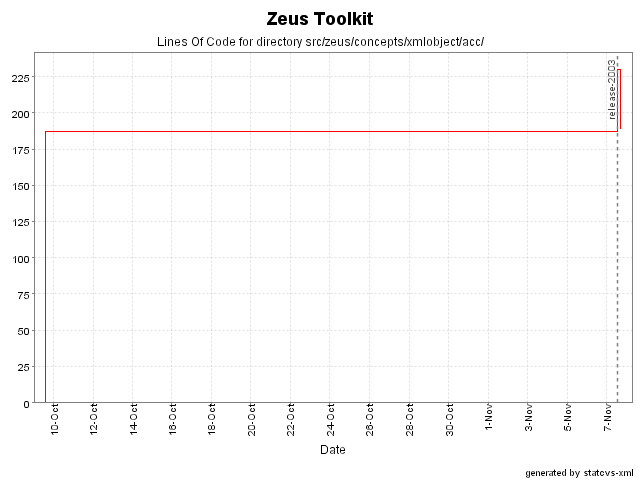 Zeus Toolkit
Lines Of Code for directory src/zeus/concepts/xmlobject/acc/
release-2003
225
200
175
150
125
100
75
50
25
0
10-Oct
12-Oct
14-Oct
16-Oct
18-Oct
20-Oct
22-Oct
24-Oct
26-Oct
28-Oct
30-Oct
1-Nov
3-Nov
5-Nov
7-Nov
Date
generated by statcvs-xml